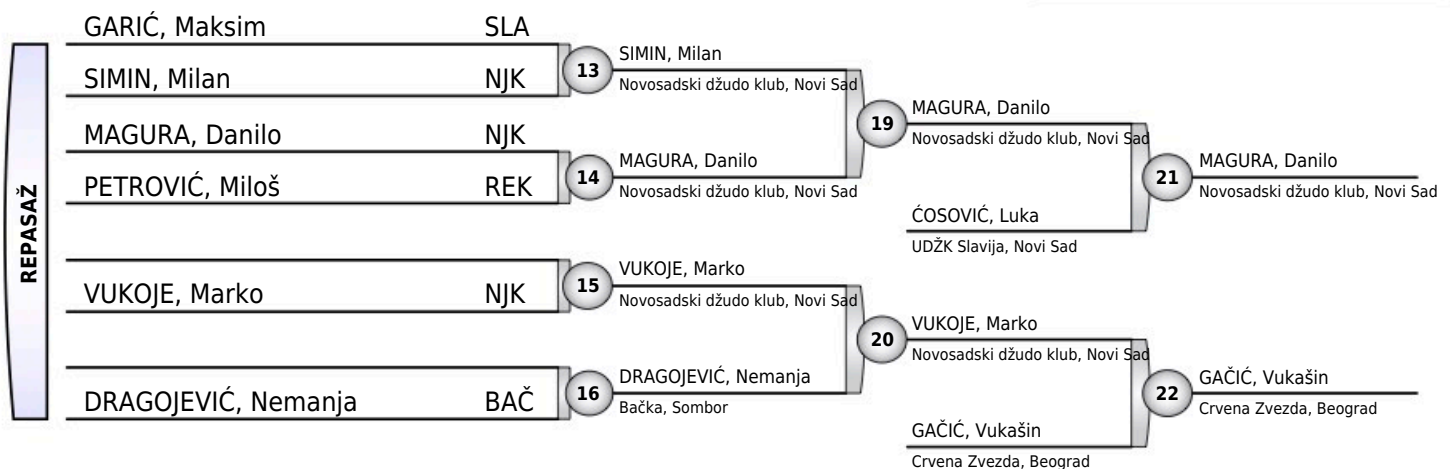 REPASAŽ
GARIĆ, Maksim SLA
SIMIN, Milan NJK
MAGURA, Danilo NJK
PETROVIĆ, Miloš REK
VUKOJE, Marko NJK
DRAGOJEVIĆ, Nemanja BAČ
13
SIMIN, Milan
Novosadski džudo klub, Novi Sad
14
MAGURA, Danilo
Novosadski džudo klub, Novi Sad
15
VUKOJE, Marko
Novosadski džudo klub, Novi Sad
16
DRAGOJEVIĆ, Nemanja
Bačka, Sombor
19
MAGURA, Danilo
Novosadski džudo klub, Novi Sad
ĆOSOVIĆ, Luka
UDŽK Slavija, Novi Sad
20
VUKOJE, Marko
Novosadski džudo klub, Novi Sad
GAČIĆ, Vukašin
Crvena Zvezda, Beograd
21
MAGURA, Danilo
Novosadski džudo klub, Novi Sad
22
GAČIĆ, Vukašin
Crvena Zvezda, Beograd